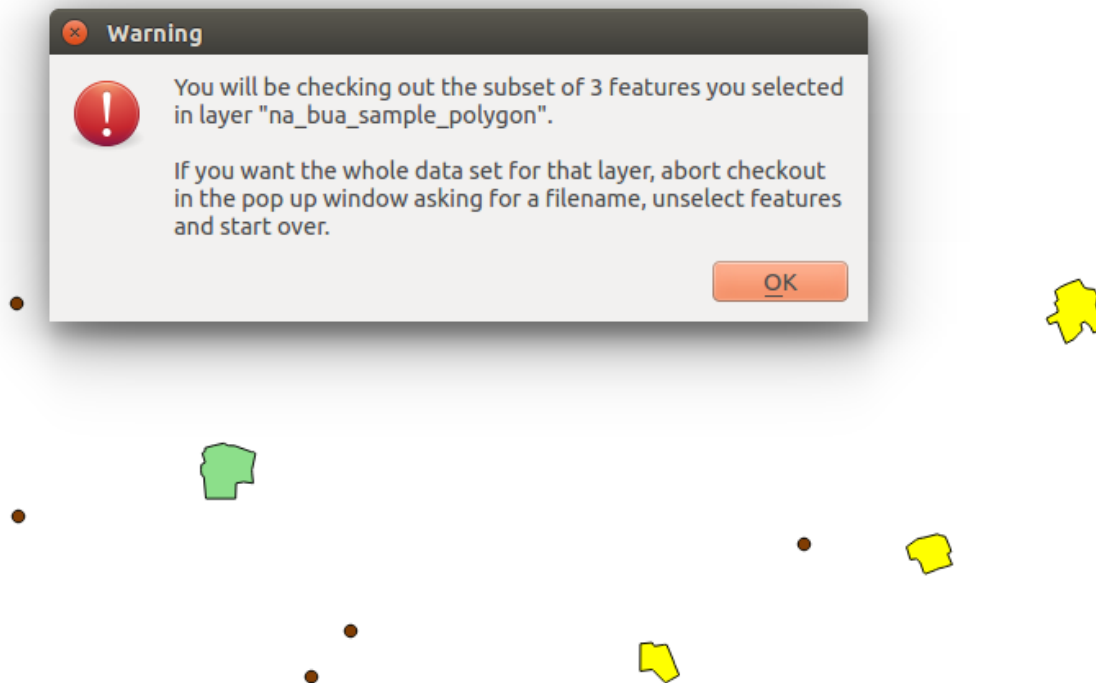 Warning
You will be checking out the subset of 3 features you selected
in layer "na_bua_sample_polygon".
If you want the whole data set for that layer, abort checkout
in the pop up window asking for a filename, unselect features
and start over.
OK